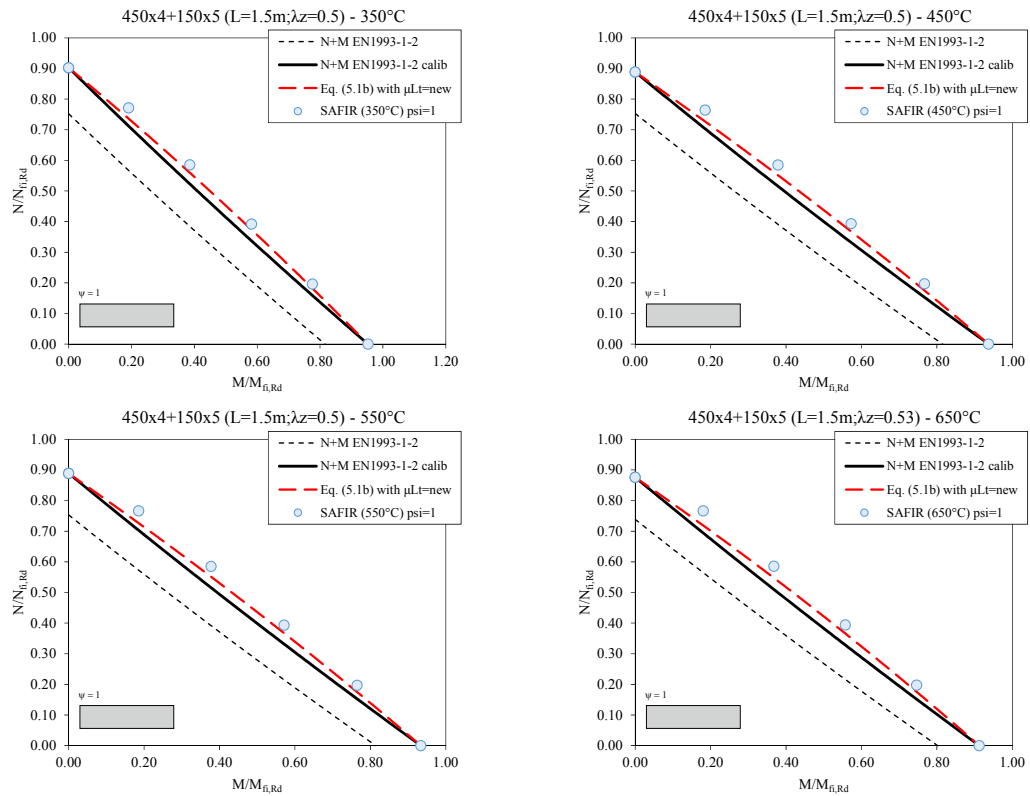 450x4+150x5 (L=1.5m;λz=0.5) - 350°C
N+M EN1993-1-2
N+M EN1993-1-2 calib
Eq. (5.1b) with μLt=new
SAFIR (350°C) psi=1
1.00
0.90
0.80
0.70
0.60
0.50
0.40
0.30
0.20
0.10
0.00
N/Nfi,Rd
ψ = 1
0.00 0.20 0.40 0.60 0.80 1.00 1.20
M/Mfi,Rd
450x4+150x5 (L=1.5m;λz=0.5) - 450°C
N+M EN1993-1-2
N+M EN1993-1-2 calib
Eq. (5.1b) with μLt=new
SAFIR (450°C) psi=1
1.00
0.90
0.80
0.70
0.60
0.50
0.40
0.30
0.20
0.10
0.00
N/Nfi,Rd
ψ = 1
0.00 0.20 0.40 0.60 0.80 1.00
M/Mfi,Rd
450x4+150x5 (L=1.5m;λz=0.5) - 550°C
N+M EN1993-1-2
N+M EN1993-1-2 calib
Eq. (5.1b) with μLt=new
SAFIR (550°C) psi=1
1.00
0.90
0.80
0.70
0.60
0.50
0.40
0.30
0.20
0.10
0.00
N/Nfi,Rd
ψ = 1
0.00 0.20 0.40 0.60 0.80 1.00
M/Mfi,Rd
450x4+150x5 (L=1.5m;λz=0.53) - 650°C
N+M EN1993-1-2
N+M EN1993-1-2 calib
Eq. (5.1b) with μLt=new
SAFIR (650°C) psi=1
1.00
0.90
0.80
0.70
0.60
0.50
0.40
0.30
0.20
0.10
0.00
N/Nfi,Rd
ψ = 1
0.00 0.20 0.40 0.60 0.80 1.00
M/Mfi,Rd